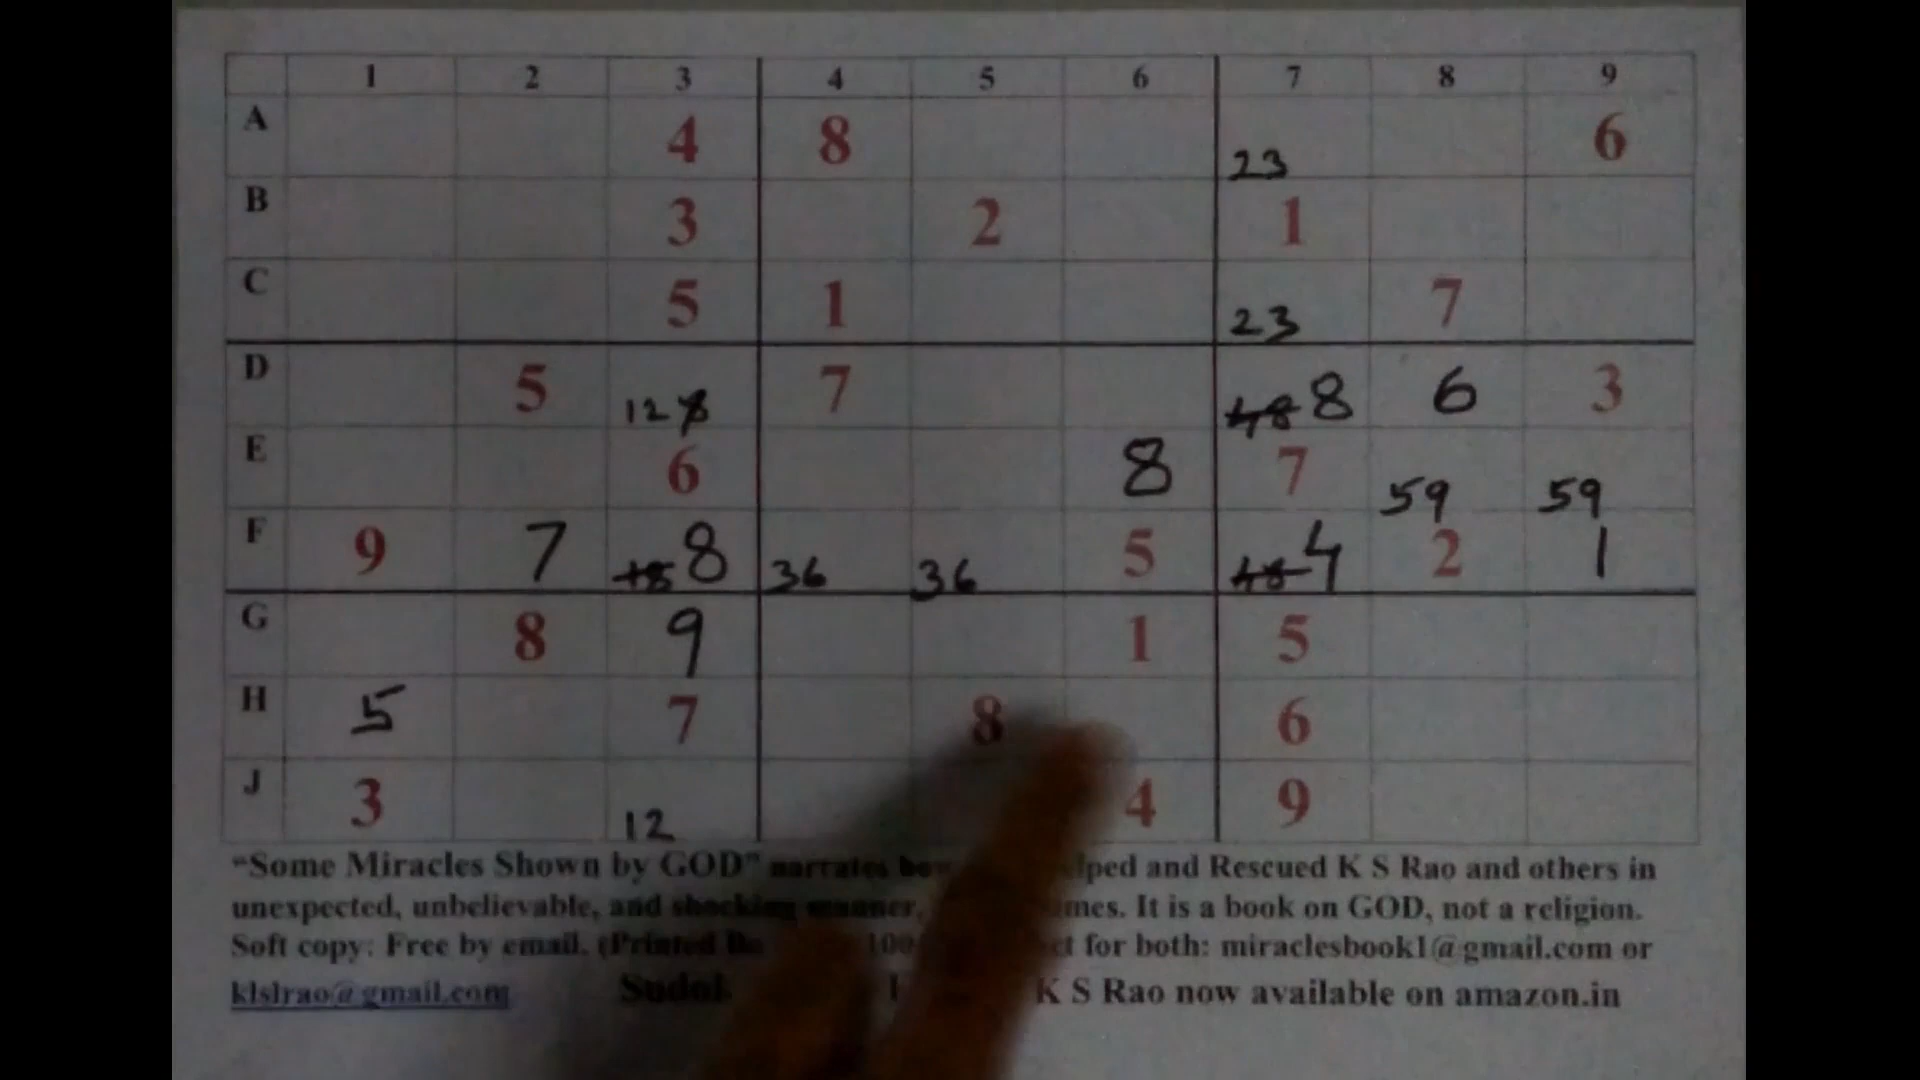 1 2 3 4 5 6 7 8 9
A 4 8 23 6
B 3 2 1
C 5 1 23 7
D 5 12 7 8 6 3
E 6 8 7 59 59
F 9 7 8 36 36 5 4 2 1
G 8 9 1 5
H 5 7 8 6
J 3 12 4 9
“Some Miracles Shown by GOD” narrates and Rescued K S Rao and others in
unexpected, unbelievable, and shocking manner, It is a book on GOD, not a religion.
Soft copy: Free by email. (Printed for both: miraclesbook1@gmail.com or
klslrao@gmail.com K S Rao now available on amazon.in